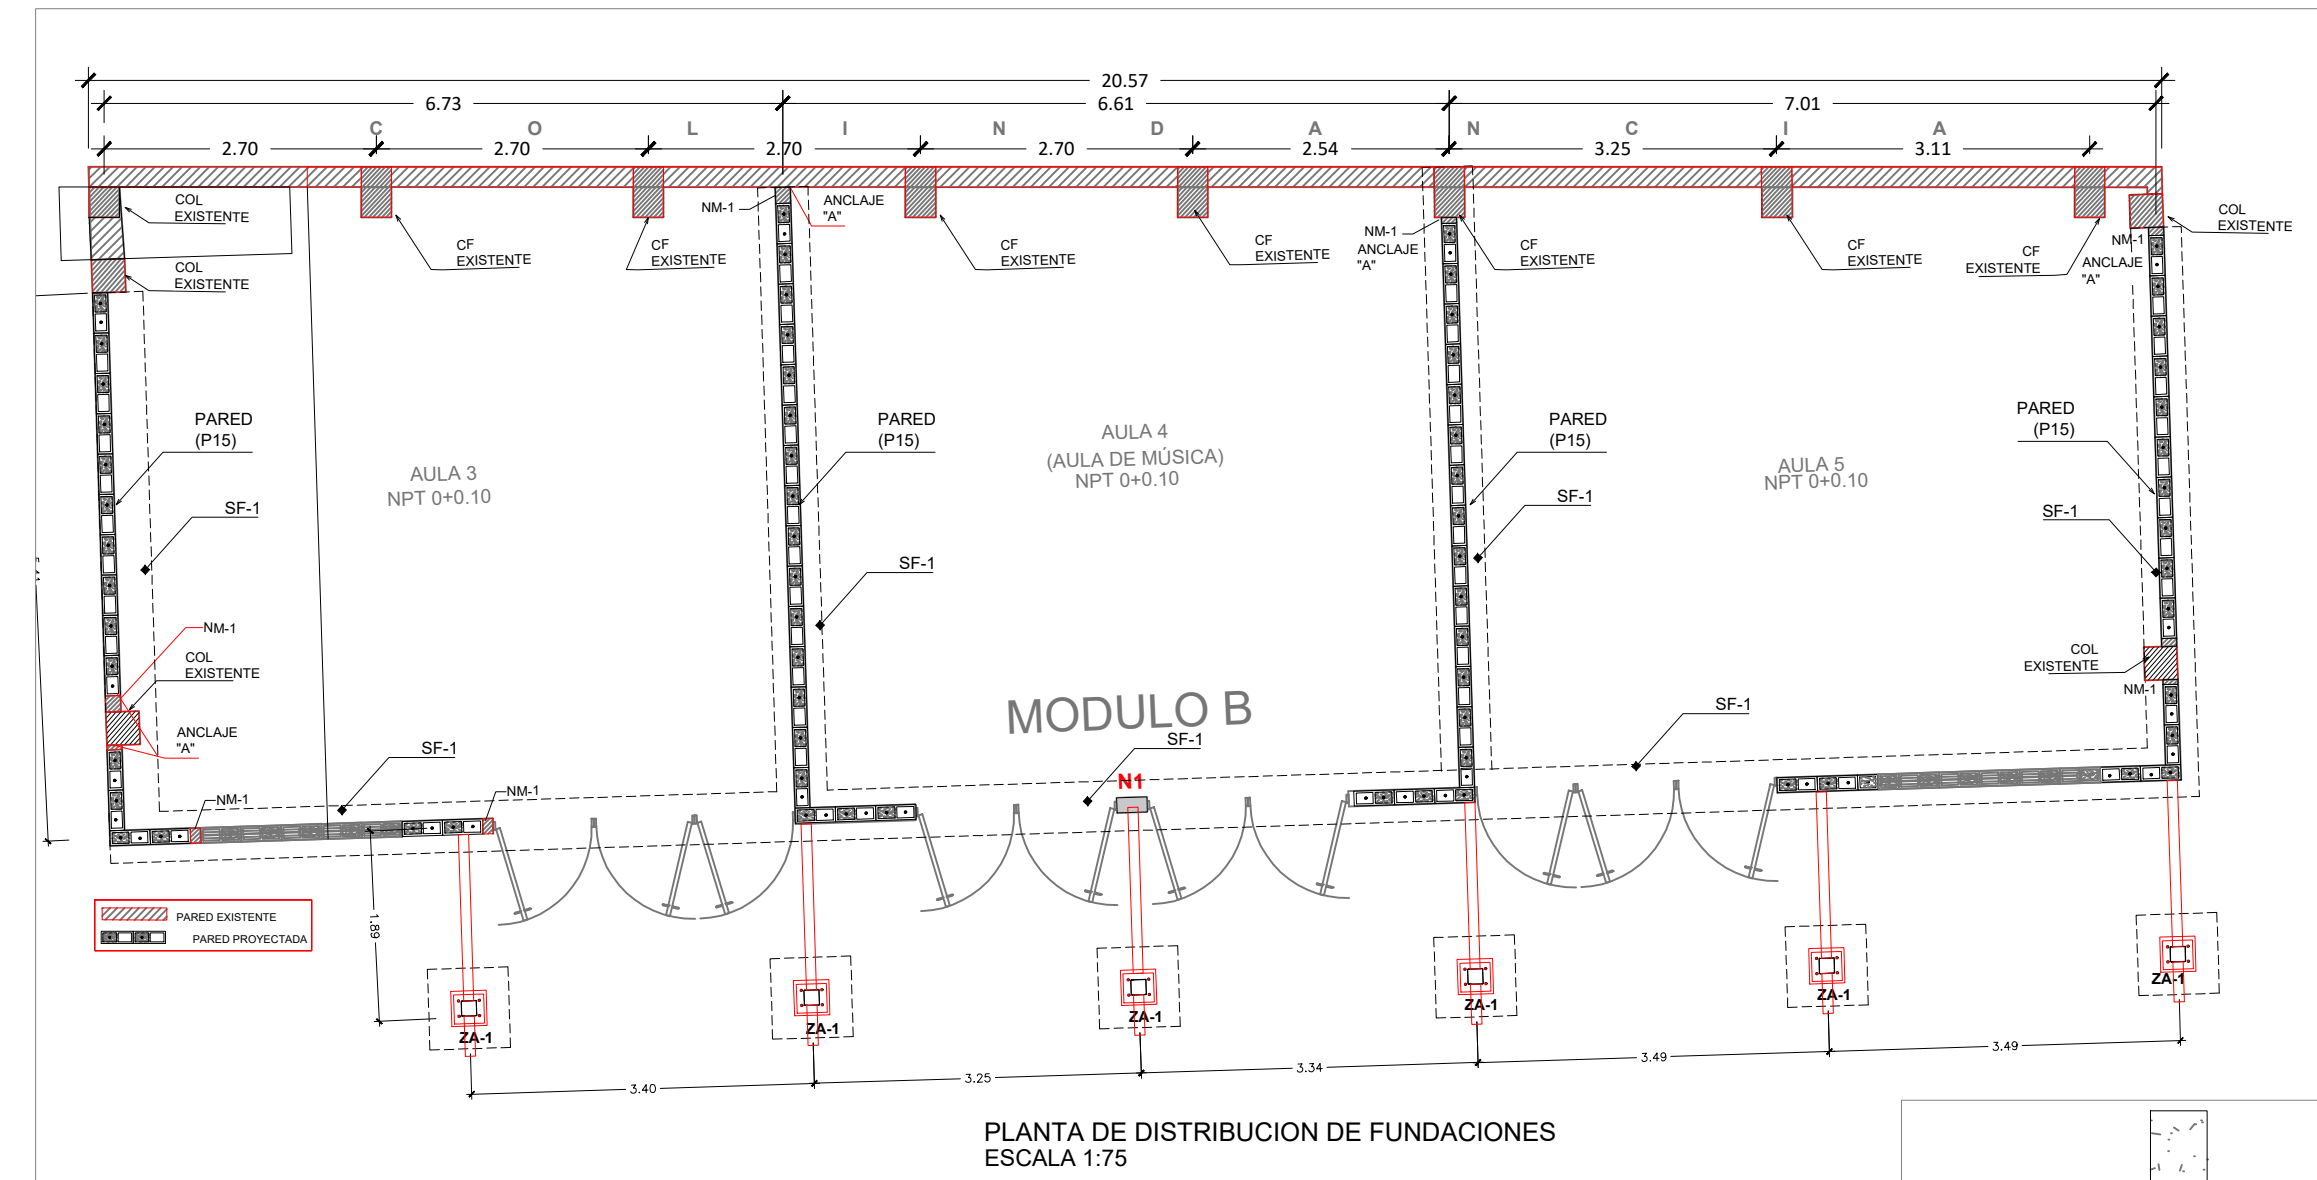 20.57
6.73
6.61
7.01
C O L I N D A N C I A
2.70
2.70
2.70
2.70
2.54
3.25
3.11
COL
EXISTENTE
COL
EXISTENTE
CF
EXISTENTE
CF
EXISTENTE
NM-1
ANCLAJE
"A"
CF
EXISTENTE
CF
EXISTENTE
NM-1
ANCLAJE
"A"
CF
EXISTENTE
CF
EXISTENTE
CF
EXISTENTE
NM-1
ANCLAJE
"A"
COL
EXISTENTE
PARED
(P15)
SF-1
AULA 3
NPT 0+0.10
PARED
(P15)
SF-1
AULA 4
(AULA DE MÚSICA)
NPT 0+0.10
PARED
(P15)
SF-1
AULA 5
NPT 0+0.10
PARED
(P15)
SF-1
NM-1
COL
EXISTENTE
ANCLAJE
"A"
SF-1
NM-1
NM-1
MODULO B
SF-1
N1
SF-1
COL
EXISTENTE
NM-1
PARED EXISTENTE
PARED PROYECTADA
1.89
ZA-1
ZA-1
ZA-1
ZA-1
ZA-1
ZA-1
3.40
3.25
3.34
3.49
3.49
PLANTA DE DISTRIBUCION DE FUNDACIONES
ESCALA 1:75